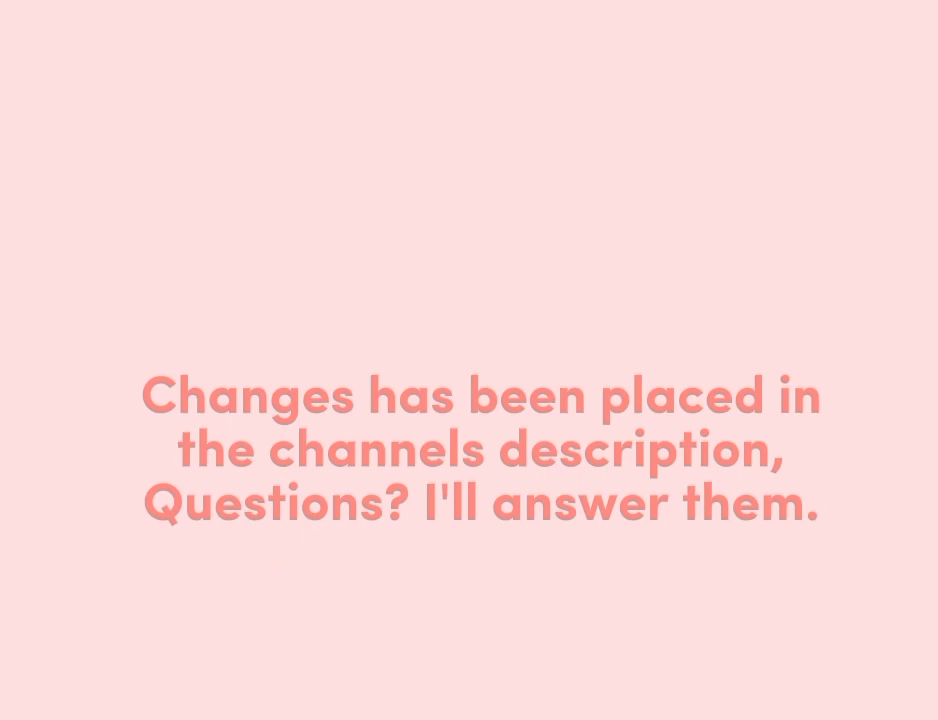 Changes has been placed in
the channels description,
Questions? I'll answer them.